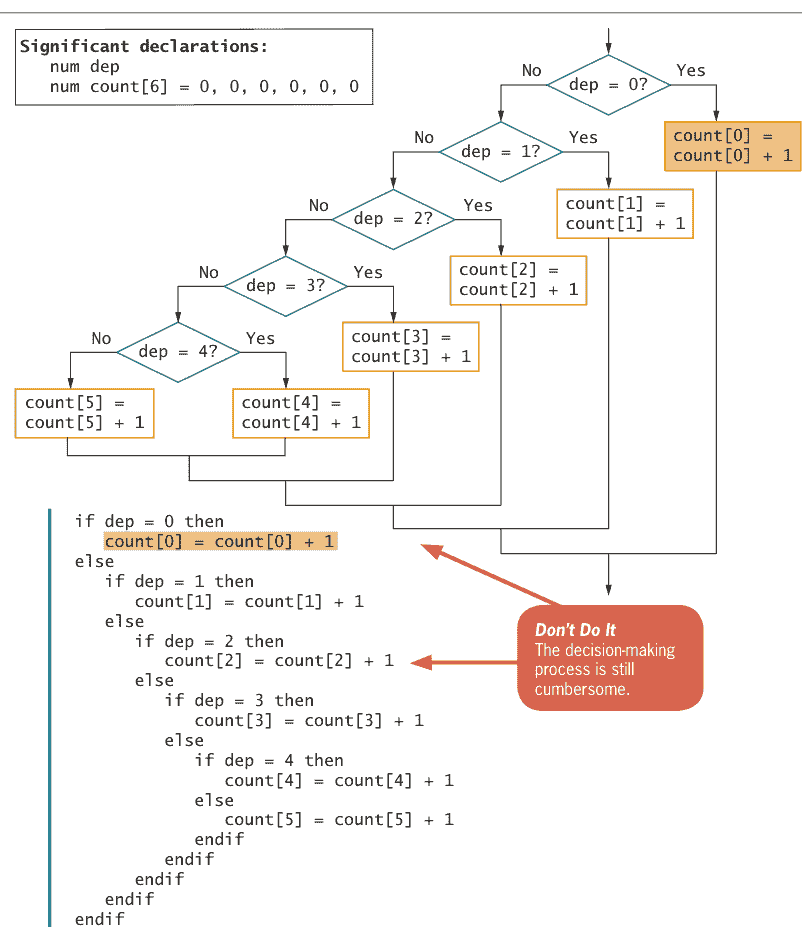 Significant declarations:
num dep
num count[6] = 0, 0, 0, 0, 0, 0
No
dep = 0?
Yes
count[0] =
count[0] + 1
No
dep = 1?
Yes
count[1] =
count[1] + 1
No
dep = 2?
Yes
count[2] =
count[2] + 1
No
dep = 3?
Yes
count[3] =
count[3] + 1
No
dep = 4?
Yes
count[5] =
count[5] + 1
count[4] =
count[4] + 1
if dep = 0 then
count[0] = count[0] + 1
else
if dep = 1 then
count[1] = count[1] + 1
else
if dep = 2 then
count[2] = count[2] + 1
else
if dep = 3 then
count[3] = count[3] + 1
else
if dep = 4 then
count[4] = count[4] + 1
else
count[5] = count[5] + 1
endif
endif
endif
endif
endif
Don't Do It
The decision-making
process is still
cumbersome.